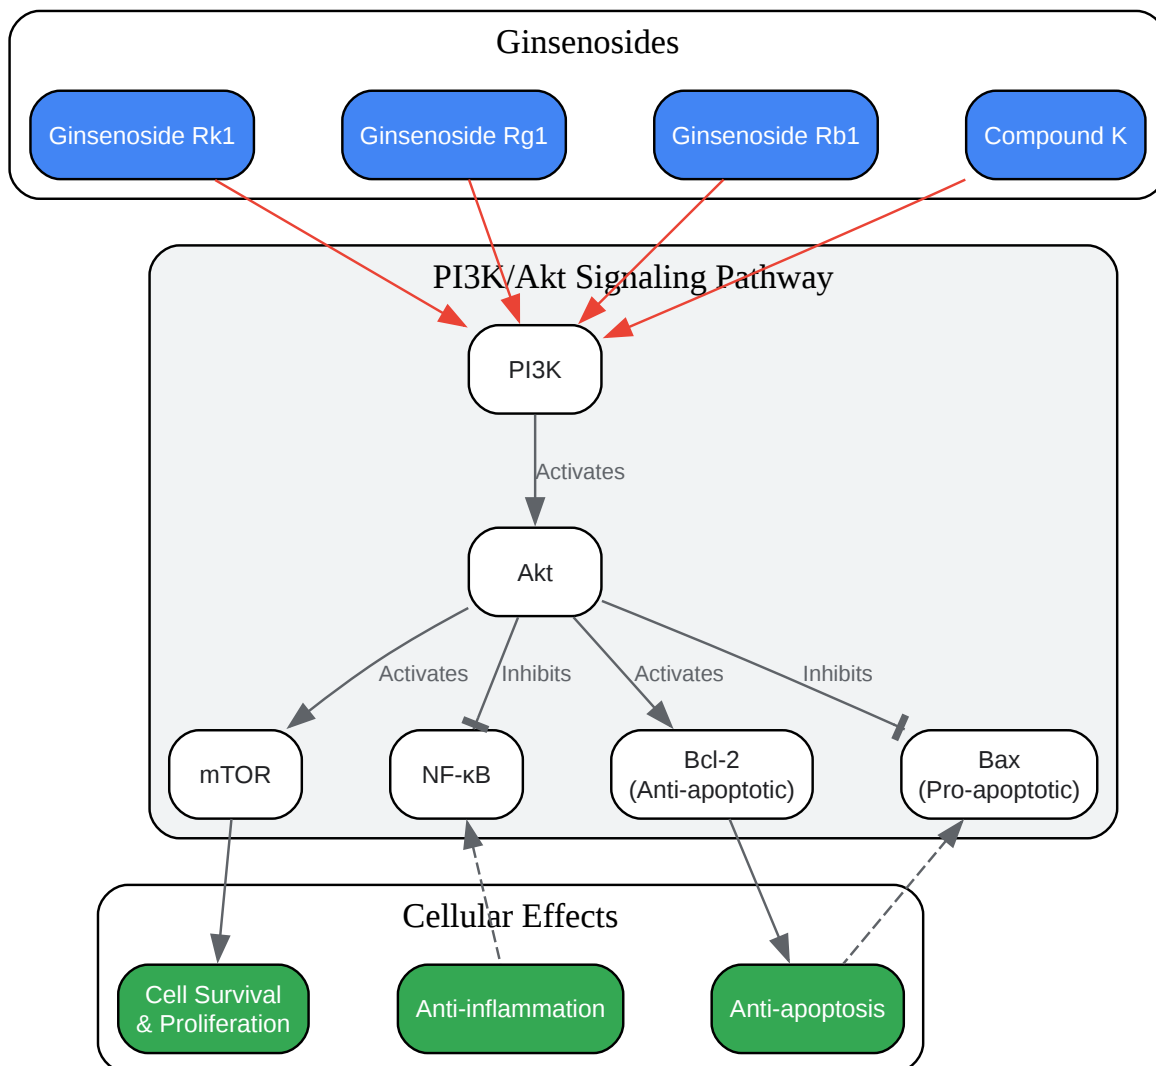 Ginsenosides
Ginsenoside Rk1
Ginsenoside Rg1
Ginsenoside Rb1
Compound K
PI3K/Akt Signaling Pathway
PI3K
Activates
Akt
Activates
Inhibits
Activates
Inhibits
mTOR
NF-κB
Bcl-2
(Anti-apoptotic)
Bax
(Pro-apoptotic)
Cellular Effects
Cell Survival
& Proliferation
Anti-inflammation
Anti-apoptosis